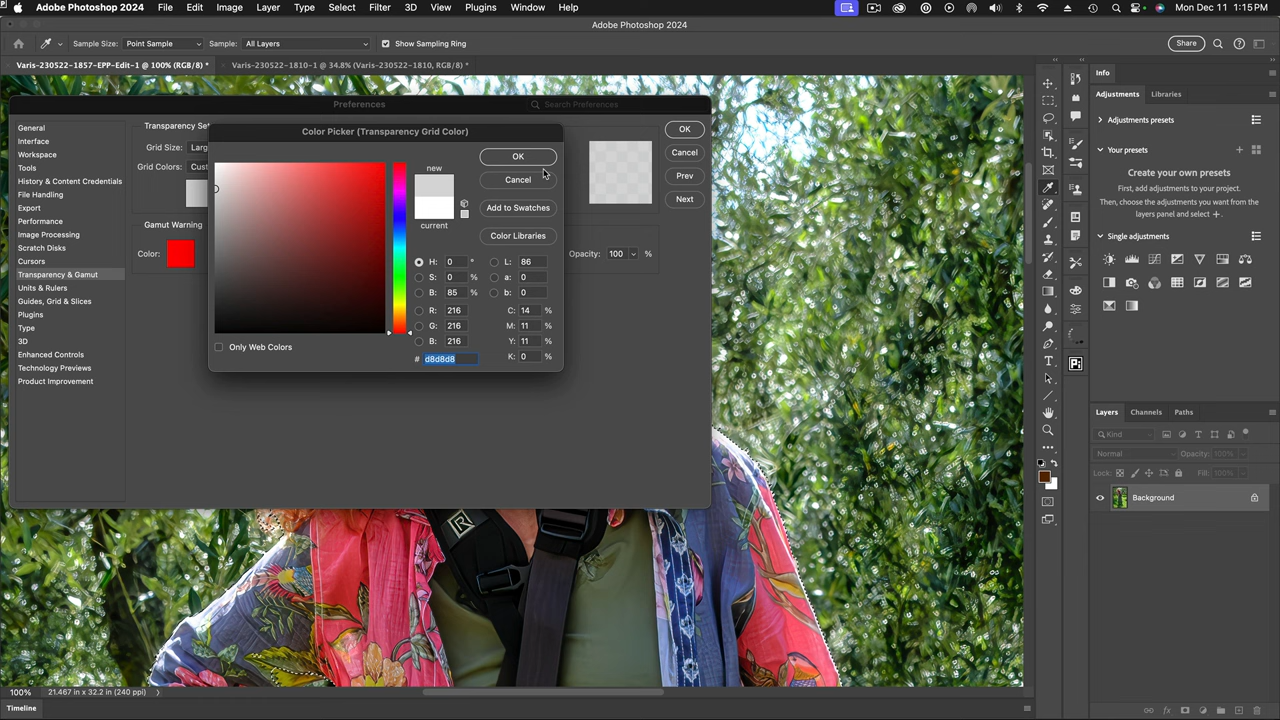 Adobe Photoshop 2024 File Edit Image Layer Type Select Filter 3D View Plugins Window Help Mon Dec 11 1:15 PM
Adobe Photoshop 2024
Sample Size: Point Sample Sample: All Layers Show Sampling Ring Share
Varis-230522-1857-EPP-Edit-1 @ 100% (RGB/8) * Varis-230522-1810-1 @ 34.8% (Varis-230522-1810, RGB/8) *
Preferences
Search Preferences
General
Interface
Workspace
Tools
History & Content Credentials
File Handling
Export
Performance
Image Processing
Scratch Disks
Cursors
Transparency & Gamut
Units & Rulers
Guides, Grid & Slices
Plugins
Type
3D
Enhanced Controls
Technology Previews
Product Improvement
Transparency Set
Grid Size: Larg
Grid Colors: Cust
Gamut Warning
Color:
Opacity: 100 %
OK
Cancel
Prev
Next
Color Picker (Transparency Grid Color)
new
current
OK
Cancel
Add to Swatches
Color Libraries
H: 0 ° L: 86
S: 0 % a: 0
B: 85 % b: 0
R: 216 C: 14 %
G: 216 M: 11 %
B: 216 Y: 11 %
# d8d8d8 K: 0 %
Only Web Colors
R
Info
Adjustments Libraries
Adjustments presets
Your presets
Create your own presets
First, add adjustments to your layers.
Then, choose the adjustments you want from the
layers panel and select +.
Single adjustments
Layers Channels Paths
Kind
Normal Opacity: 100%
Lock: Fill: 100%
Background
100% 21.467 in x 32.2 in (240 ppi)
Timeline